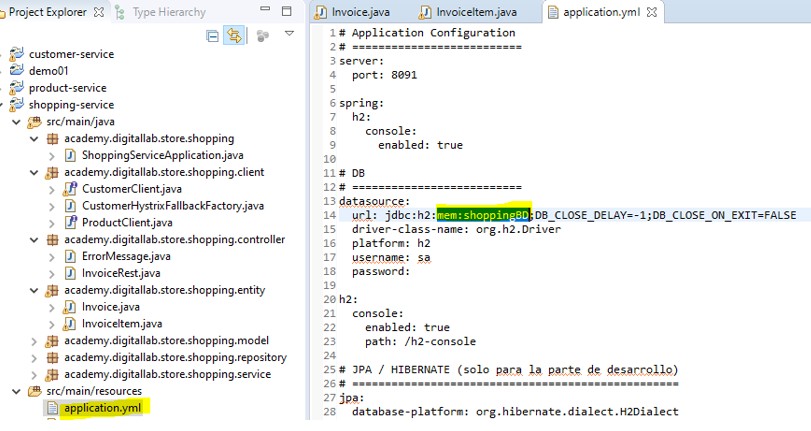 Project Explorer
Type Hierarchy
customer-service
demo01
product-service
shopping-service
src/main/java
academy.digitallab.store.shopping
ShoppingServiceApplication.java
academy.digitallab.store.shopping.client
CustomerClient.java
CustomerHystrixFallbackFactory.java
ProductClient.java
academy.digitallab.store.shopping.controller
ErrorMessage.java
InvoiceRest.java
academy.digitallab.store.shopping.entity
Invoice.java
InvoiceItem.java
academy.digitallab.store.shopping.model
academy.digitallab.store.shopping.repository
academy.digitallab.store.shopping.service
src/main/resources
application.yml
Invoice.java
InvoiceItem.java
application.yml
1 # Application Configuration
2 # ==========================
3 server:
4   port: 8091
5
6 spring:
7   h2:
8     console:
9       enabled: true
10
11 # DB
12 # ==========================
13 datasource:
14   url: jdbc:h2:mem:shoppingBD;DB_CLOSE_DELAY=-1;DB_CLOSE_ON_EXIT=FALSE
15   driver-class-name: org.h2.Driver
16   platform: h2
17   username: sa
18   password:
19
20 h2:
21   console:
22     enabled: true
23     path: /h2-console
24
25 # JPA / HIBERNATE (solo para la parte de desarrollo)
26 # ==================================================
27 jpa:
28   database-platform: org.hibernate.dialect.H2Dialect